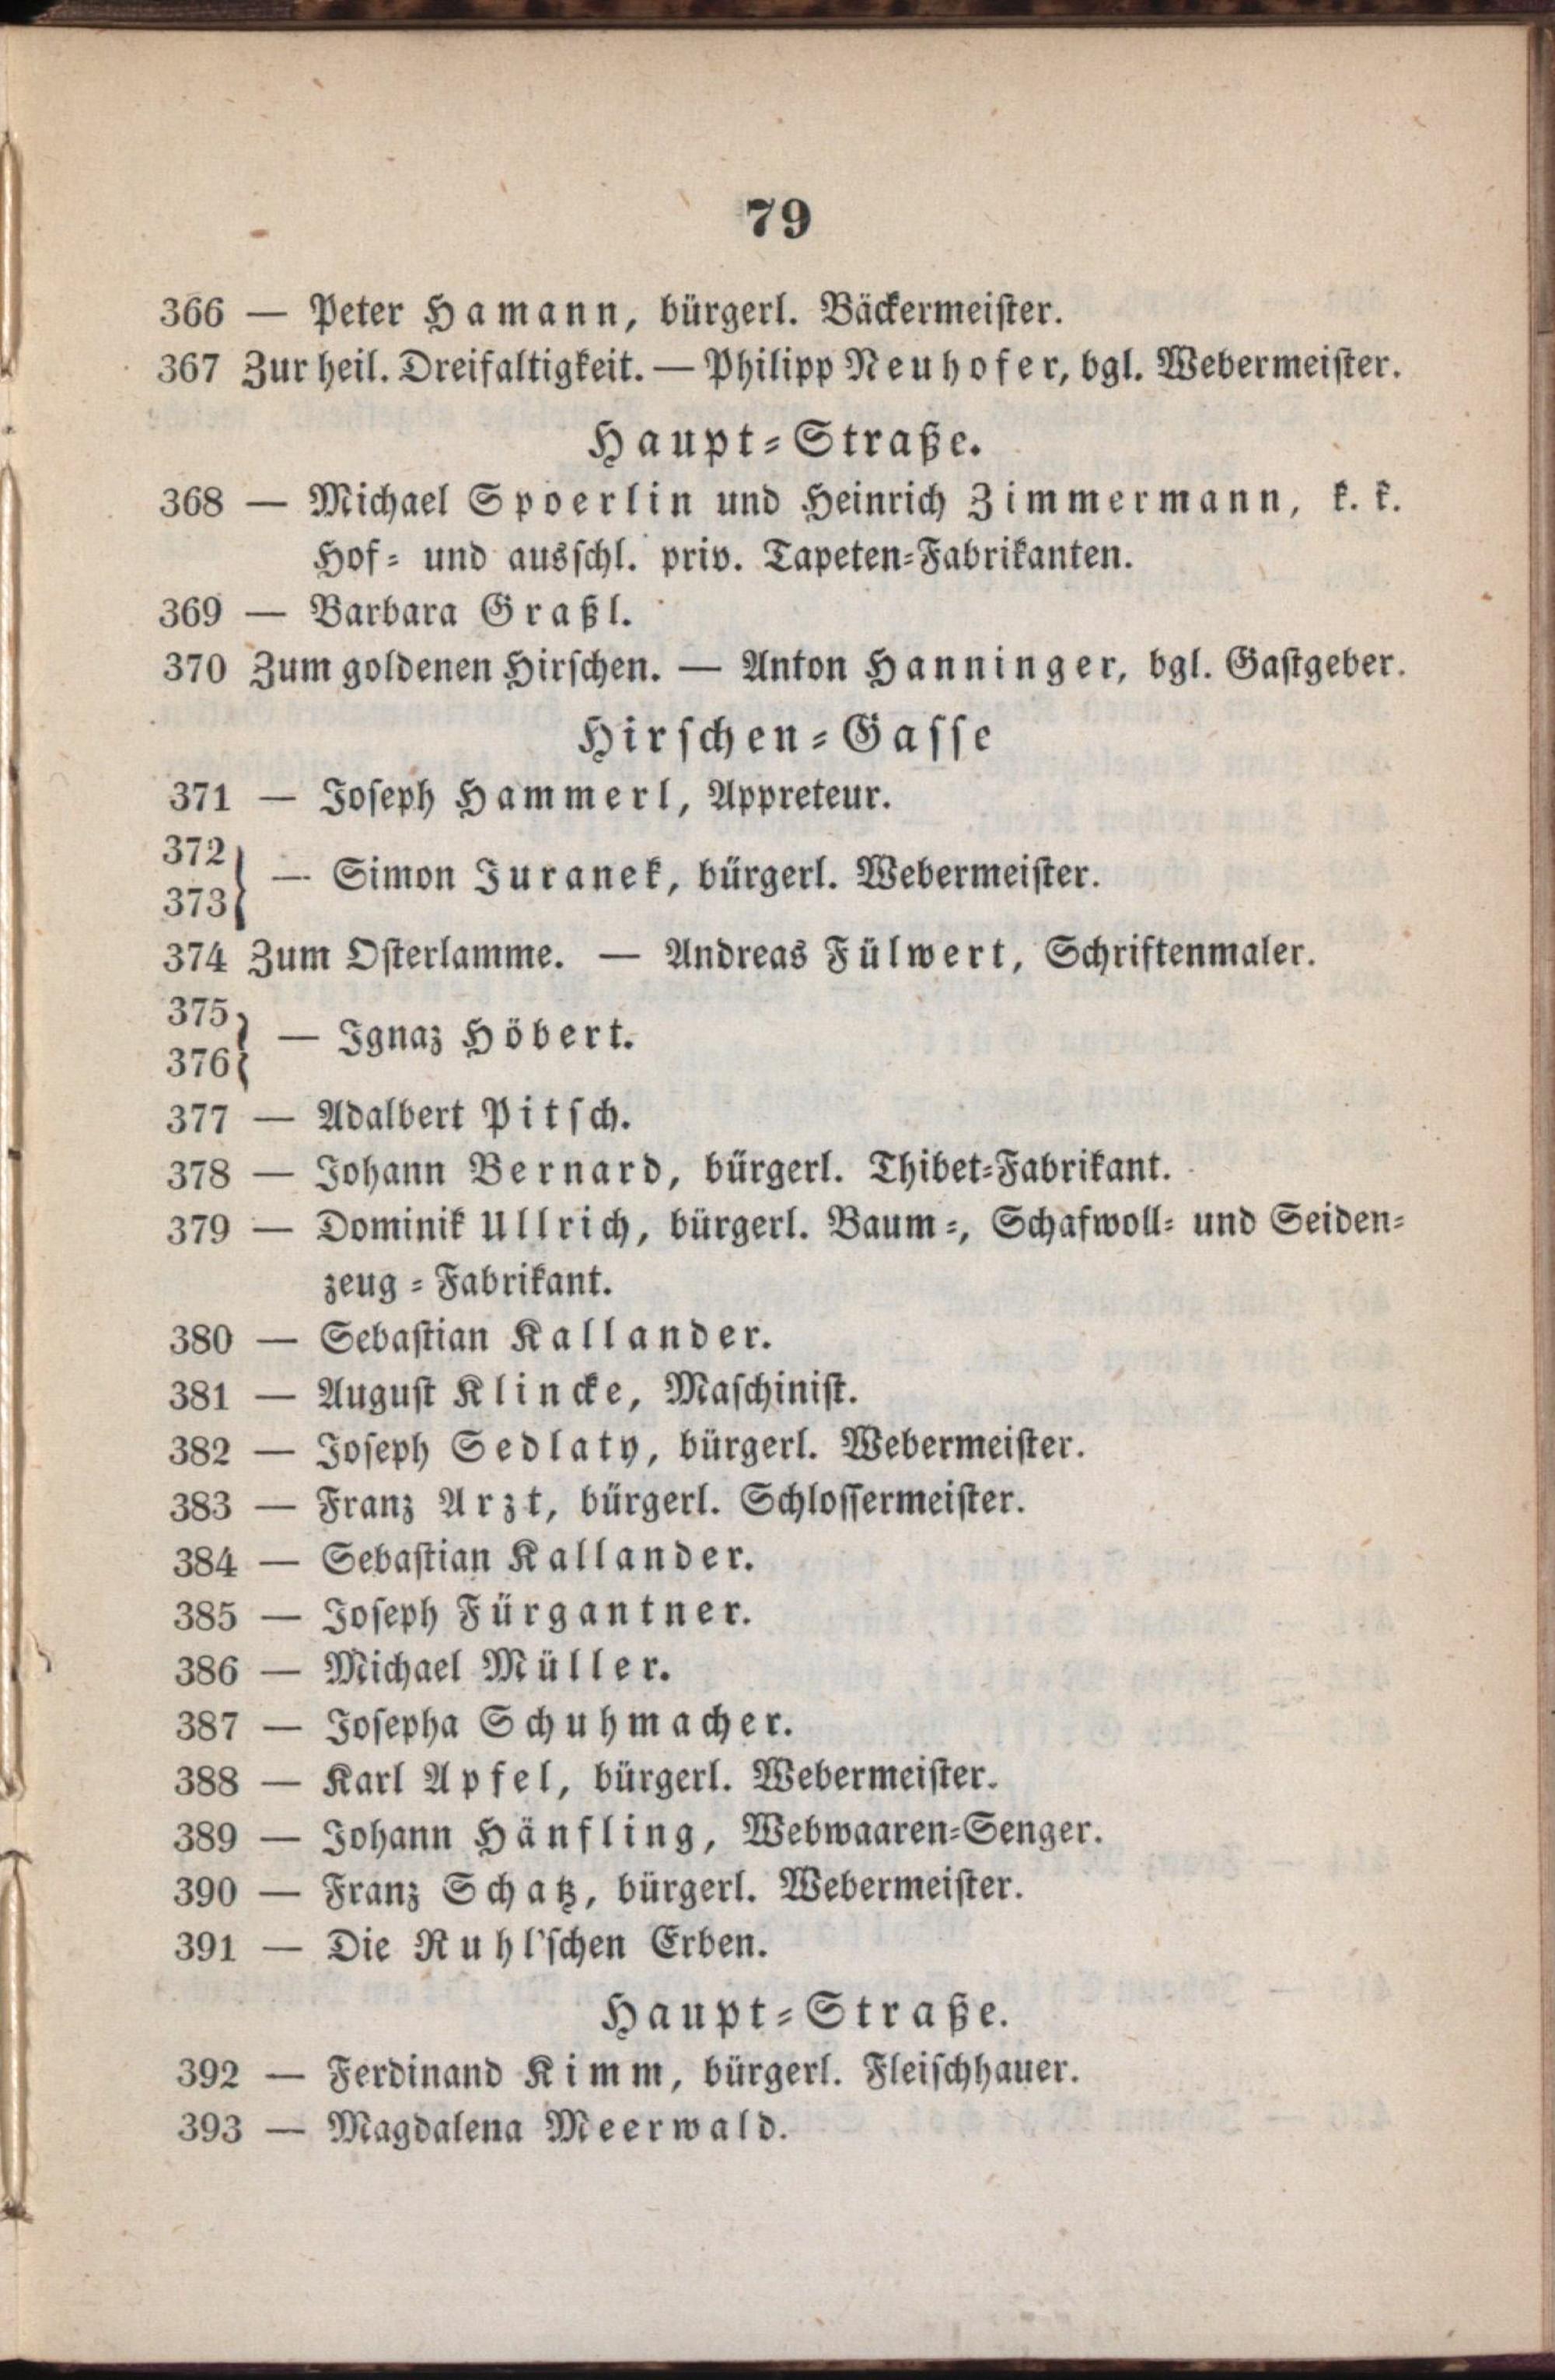 79
366 — Peter Hamann, bürgerl. Bäckermeister.
367 Zur heil. Dreifaltigkeit. — Philipp Neuhofer, bgl. Webermeister.
Haupt-Straße.
368 — Michael Spoerlin und Heinrich Zimmermann, k. k.
Hof- und ausschl. priv. Tapeten-Fabrikanten.
369 — Barbara Graßl.
370 Zum goldenen Hirschen. — Anton Hanninger, bgl. Gastgeber.
Hirschen-Gasse
371 — Joseph Hammerl, Appreteur.
372
373 } — Simon Juranek, bürgerl. Webermeister.
374 Zum Osterlamme. — Andreas Fülwert, Schriftenmaler.
375
376 } — Ignaz Höbert.
377 — Adalbert Pitsch.
378 — Johann Bernard, bürgerl. Thibet-Fabrikant.
379 — Dominik Ullrich, bürgerl. Baum-, Schafwoll- und Seiden-
zeug-Fabrikant.
380 — Sebastian Kallander.
381 — August Klincke, Maschinist.
382 — Joseph Sedlaty, bürgerl. Webermeister.
383 — Franz Arzt, bürgerl. Schlossermeister.
384 — Sebastian Kallander.
385 — Joseph Fürgantner.
386 — Michael Müller.
387 — Josepha Schuhmacher.
388 — Karl Apfel, bürgerl. Webermeister.
389 — Johann Hänfling, Webwaaren-Senger.
390 — Franz Schatz, bürgerl. Webermeister.
391 — Die Ruhl'schen Erben.
Haupt-Straße.
392 — Ferdinand Kimm, bürgerl. Fleischhauer.
393 — Magdalena Meerwald.